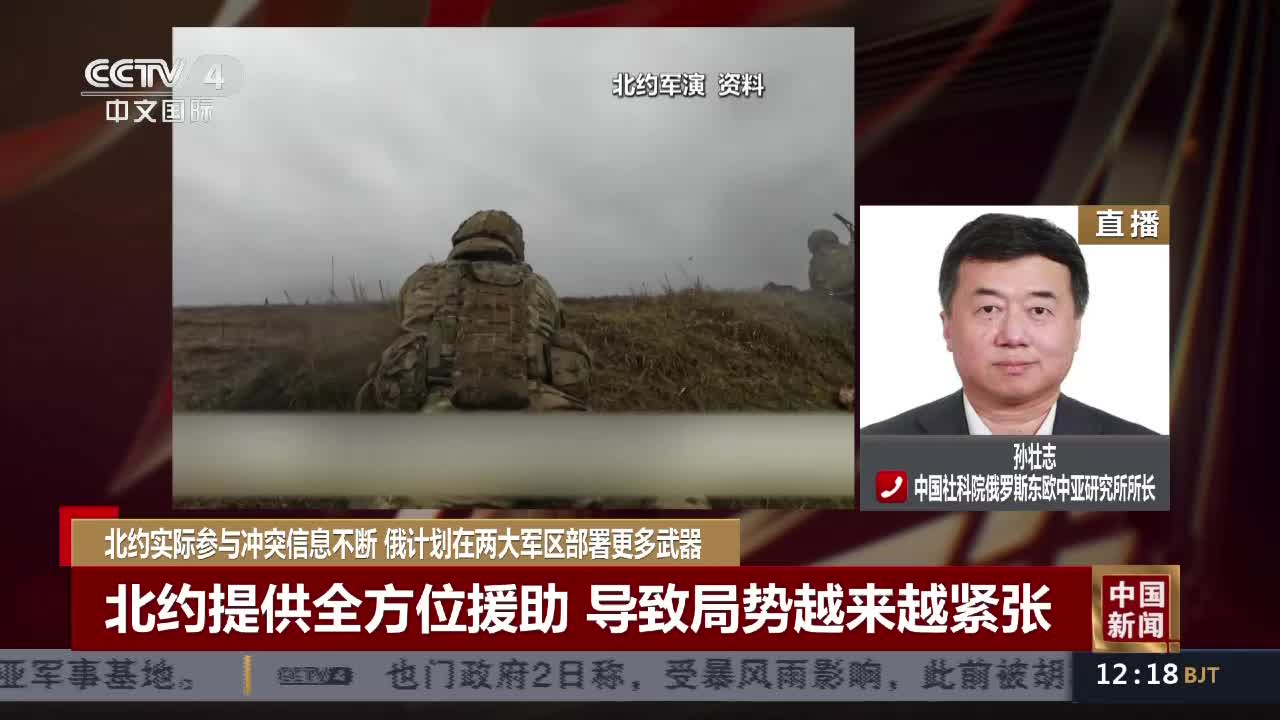 CCTV 4
中文国际
北约军演 资料
直播
孙壮志
中国社科院俄罗斯东欧中亚研究所所长
北约实际参与冲突信息不断 俄计划在两大军区部署更多武器
北约提供全方位援助 导致局势越来越紧张
中国
新闻
亚军事基地。 CCTV 4 也门政府2日称，受暴风雨影响，此前被胡
12:18 BJT